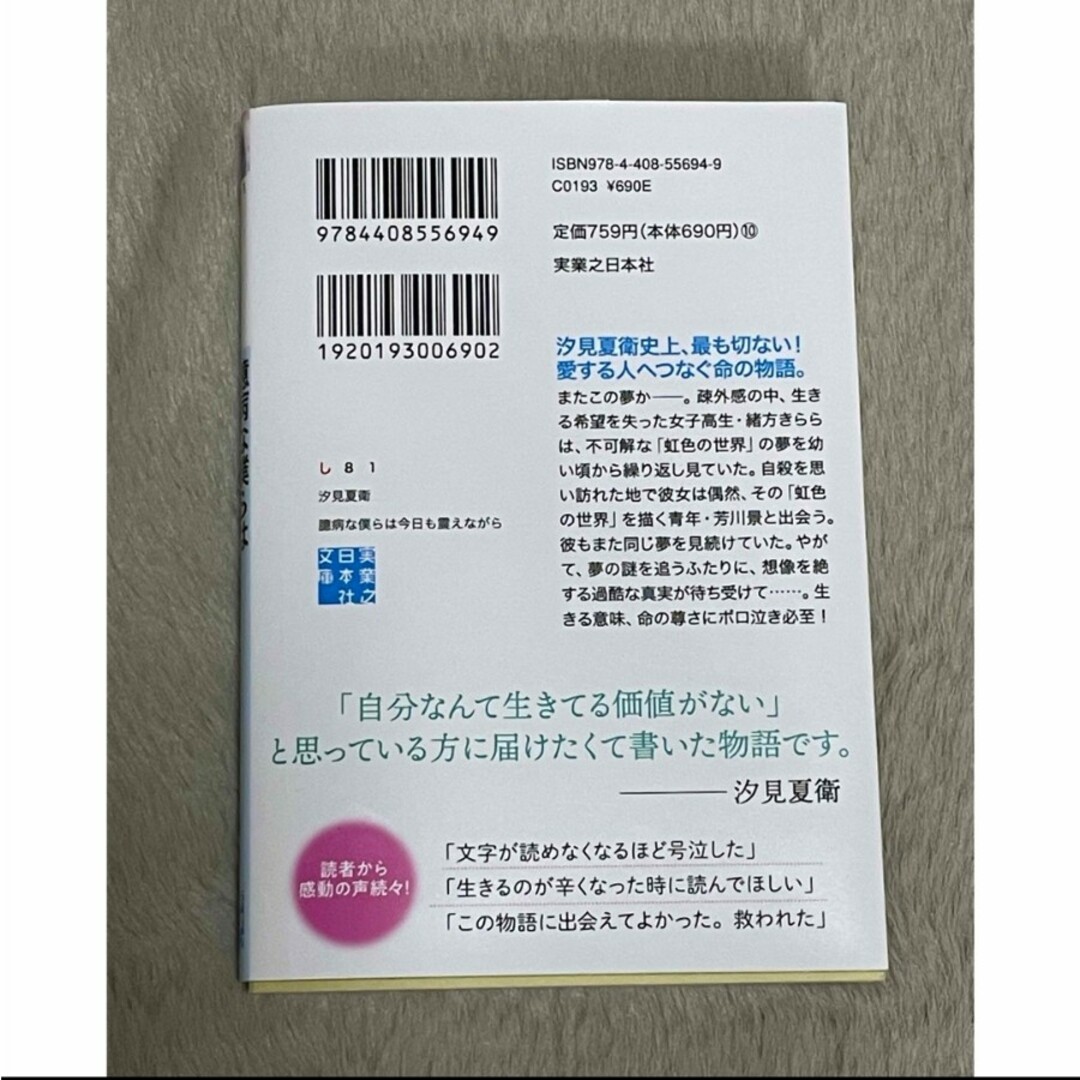 9784408556949
1920193006902
ISBN978-4-408-55694-9
C0193 ¥690E
定価759円(本体690円)⑩
実業之日本社
し 8 1
汐見夏衛
臆病な僕らは今日も震えながら
実業之
日本社
文庫
汐見夏衛史上、最も切ない!
愛する人へつなぐ命の物語。
またこの夢か――。疎外感の中、生き
る希望を失った女子高生・緒方きらら
は、不可解な「虹色の世界」の夢を幼
い頃から繰り返し見ていた。自殺を思
い訪れた地で彼女は偶然、その「虹色
の世界」を描く青年・芳川景と出会う。
彼もまた同じ夢を見続けていた。やが
て、夢の謎を追うふたりに、想像を絶
する過酷な真実が待ち受けて……。生
きる意味、命の尊さにボロ泣き必至!
「自分なんて生きてる価値がない」
と思っている方に届けたくて書いた物語です。
――汐見夏衛
読者から
感動の声続々!
「文字が読めなくなるほど号泣した」
「生きるのが辛くなった時に読んでほしい」
「この物語に出会えてよかった。救われた」